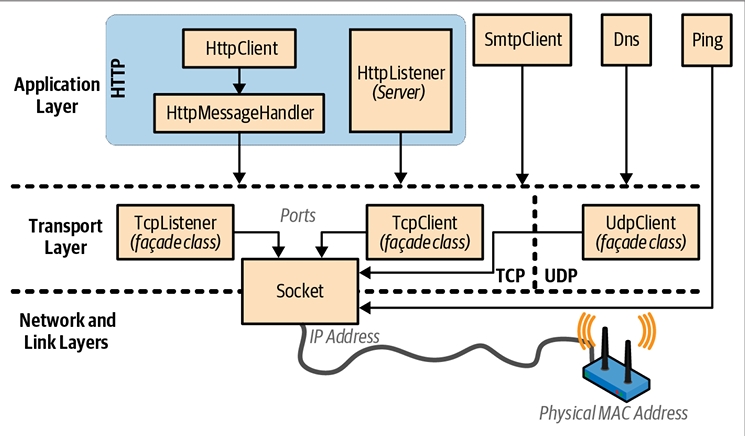 Application
Layer
HTTP
HttpClient
HttpMessageHandler
HttpListener
(Server)
SmtpClient
Dns
Ping
Transport
Layer
TcpListener
(façade class)
Ports
TcpClient
(façade class)
UdpClient
(façade class)
TCP
UDP
Socket
Network and
Link Layers
IP Address
Physical MAC Address